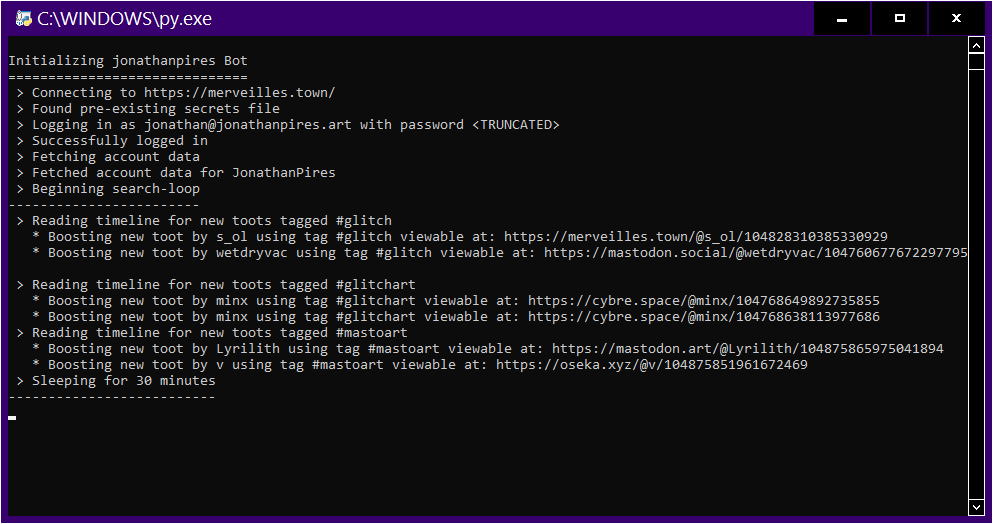 C:\WINDOWS\py.exe
Initializing jonathanpires Bot
==============================
> Connecting to https://merveilles.town/
> Found pre-existing secrets file
> Logging in as jonathan@jonathanpires.art with password <TRUNCATED>
> Successfully logged in
> Fetching account data
> Fetched account data for JonathanPires
> Beginning search-loop
------------------------
> Reading timeline for new toots tagged #glitch
* Boosting new toot by s_ol using tag #glitch viewable at: https://merveilles.town/@s_ol/104828310385330929
* Boosting new toot by wetdryvac using tag #glitch viewable at: https://mastodon.social/@wetdryvac/104760677672297795
> Reading timeline for new toots tagged #glitchart
* Boosting new toot by minx using tag #glitchart viewable at: https://cybre.space/@minx/104768649892735855
* Boosting new toot by minx using tag #glitchart viewable at: https://cybre.space/@minx/104768638113977686
> Reading timeline for new toots tagged #mastoart
* Boosting new toot by Lyrilith using tag #mastoart viewable at: https://mastodon.art/@Lyrilith/104875865975041894
* Boosting new toot by v using tag #mastoart viewable at: https://oseka.xyz/@v/104875851961672469
> Sleeping for 30 minutes
--------------------------